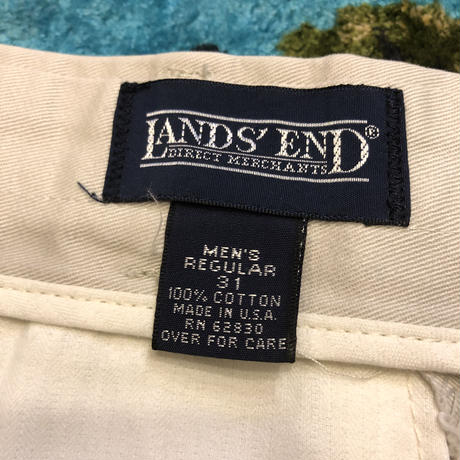 LANDS' END®
DIRECT MERCHANTS
MEN'S
REGULAR
31
100% COTTON
MADE IN U.S.A.
RN 62830
OVER FOR CARE